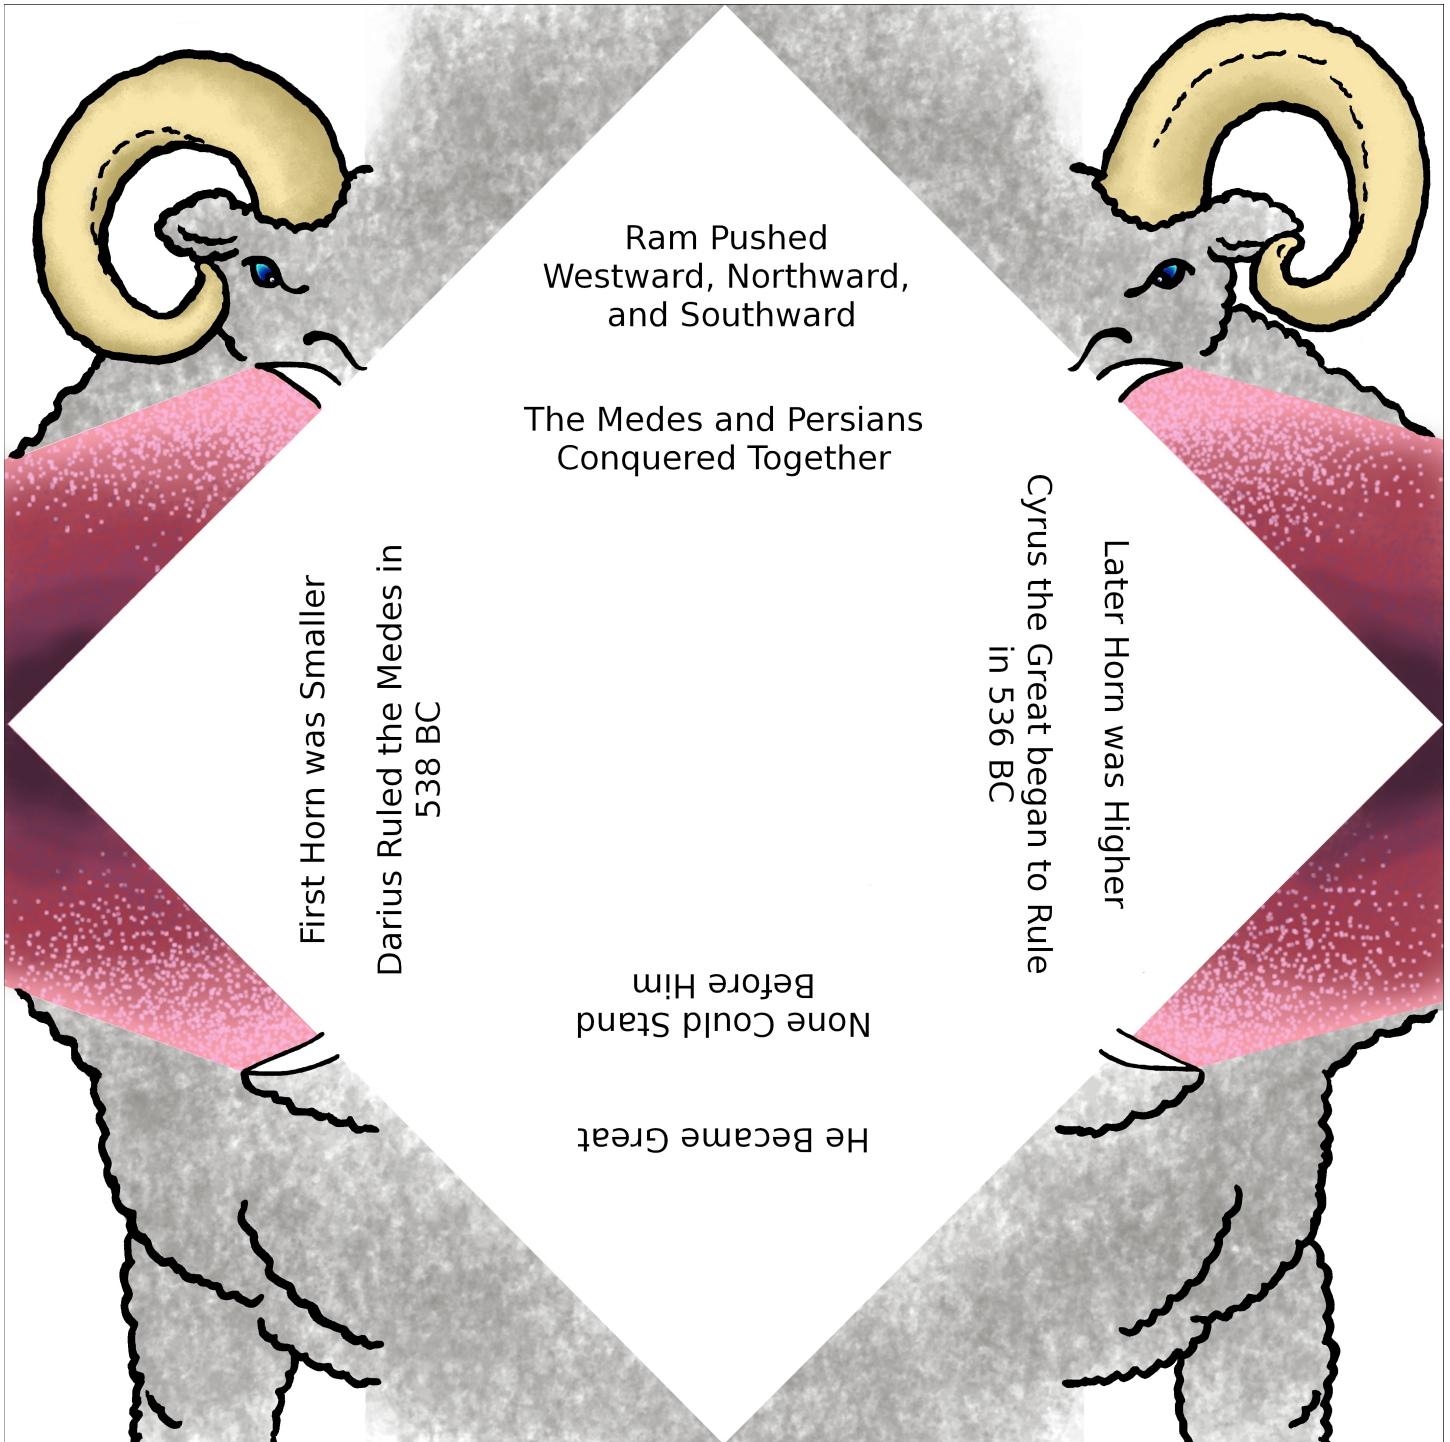 Ram Pushed
Westward, Northward,
and Southward
The Medes and Persians
Conquered Together
First Horn was Smaller
Darius Ruled the Medes in
538 BC
Later Horn was Higher
Cyrus the Great began to Rule
in 536 BC
He Became Great
None Could Stand
Before Him